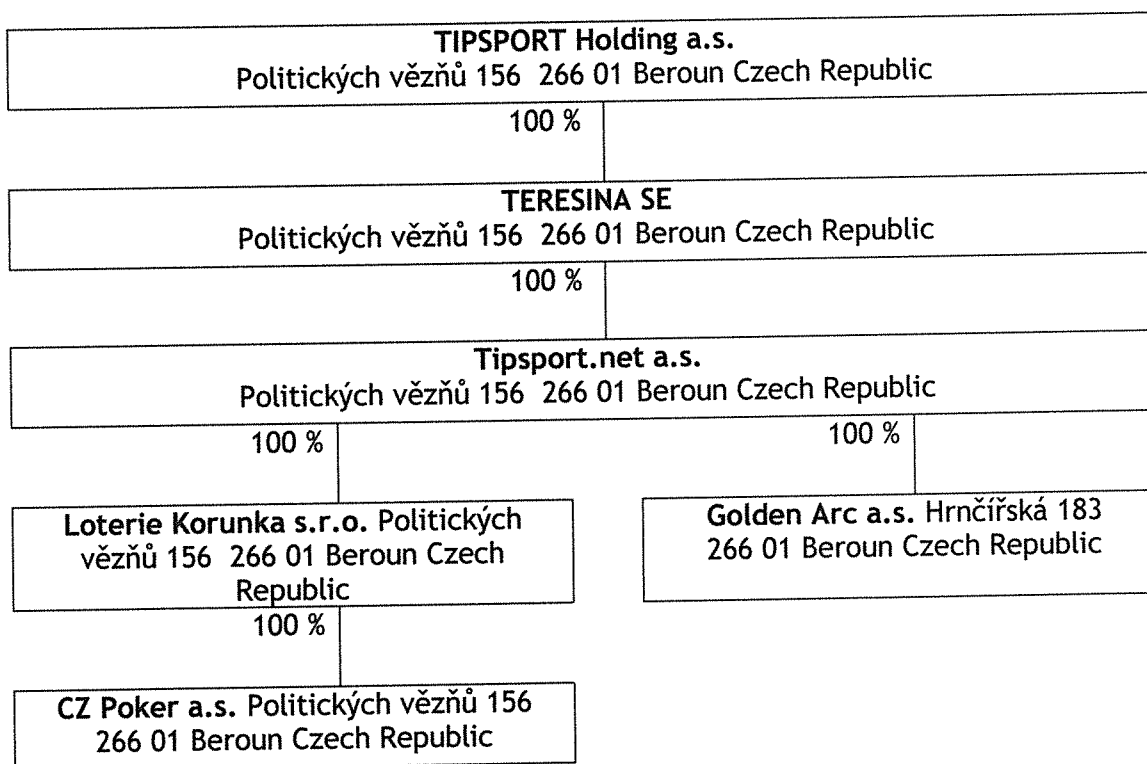 TIPSPORT Holding a.s.
Politických vězňů 156 266 01 Beroun Czech Republic
100 %
TERESINA SE
Politických vězňů 156 266 01 Beroun Czech Republic
100 %
Tipsport.net a.s.
Politických vězňů 156 266 01 Beroun Czech Republic
100 %
100 %
Loterie Korunka s.r.o. Politických
vězňů 156 266 01 Beroun Czech
Republic
Golden Arc a.s. Hrnčířská 183
266 01 Beroun Czech Republic
100 %
CZ Poker a.s. Politických vězňů 156
266 01 Beroun Czech Republic